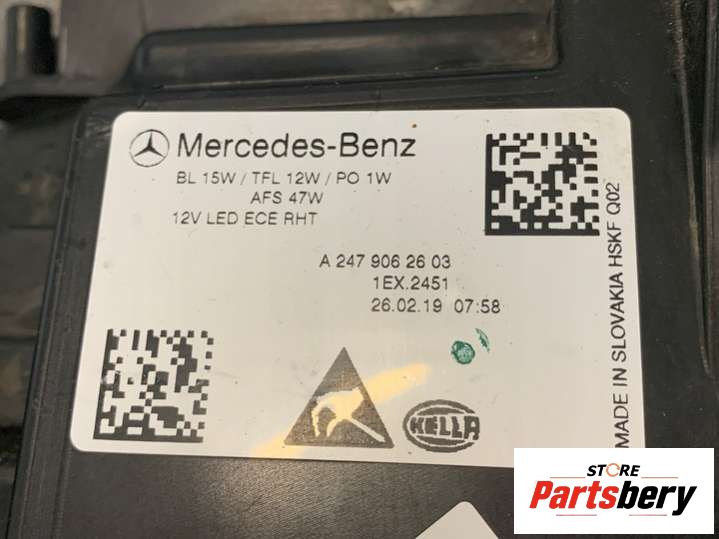 Mercedes-Benz
BL 15W / TFL 12W / PO 1W
AFS 47W
12V LED ECE RHT
A 247 906 26 03
1EX.2451
26.02.19 07:58
HELLA
MADE IN SLOVAKIA HSKF Q02
STORE
Partsbery